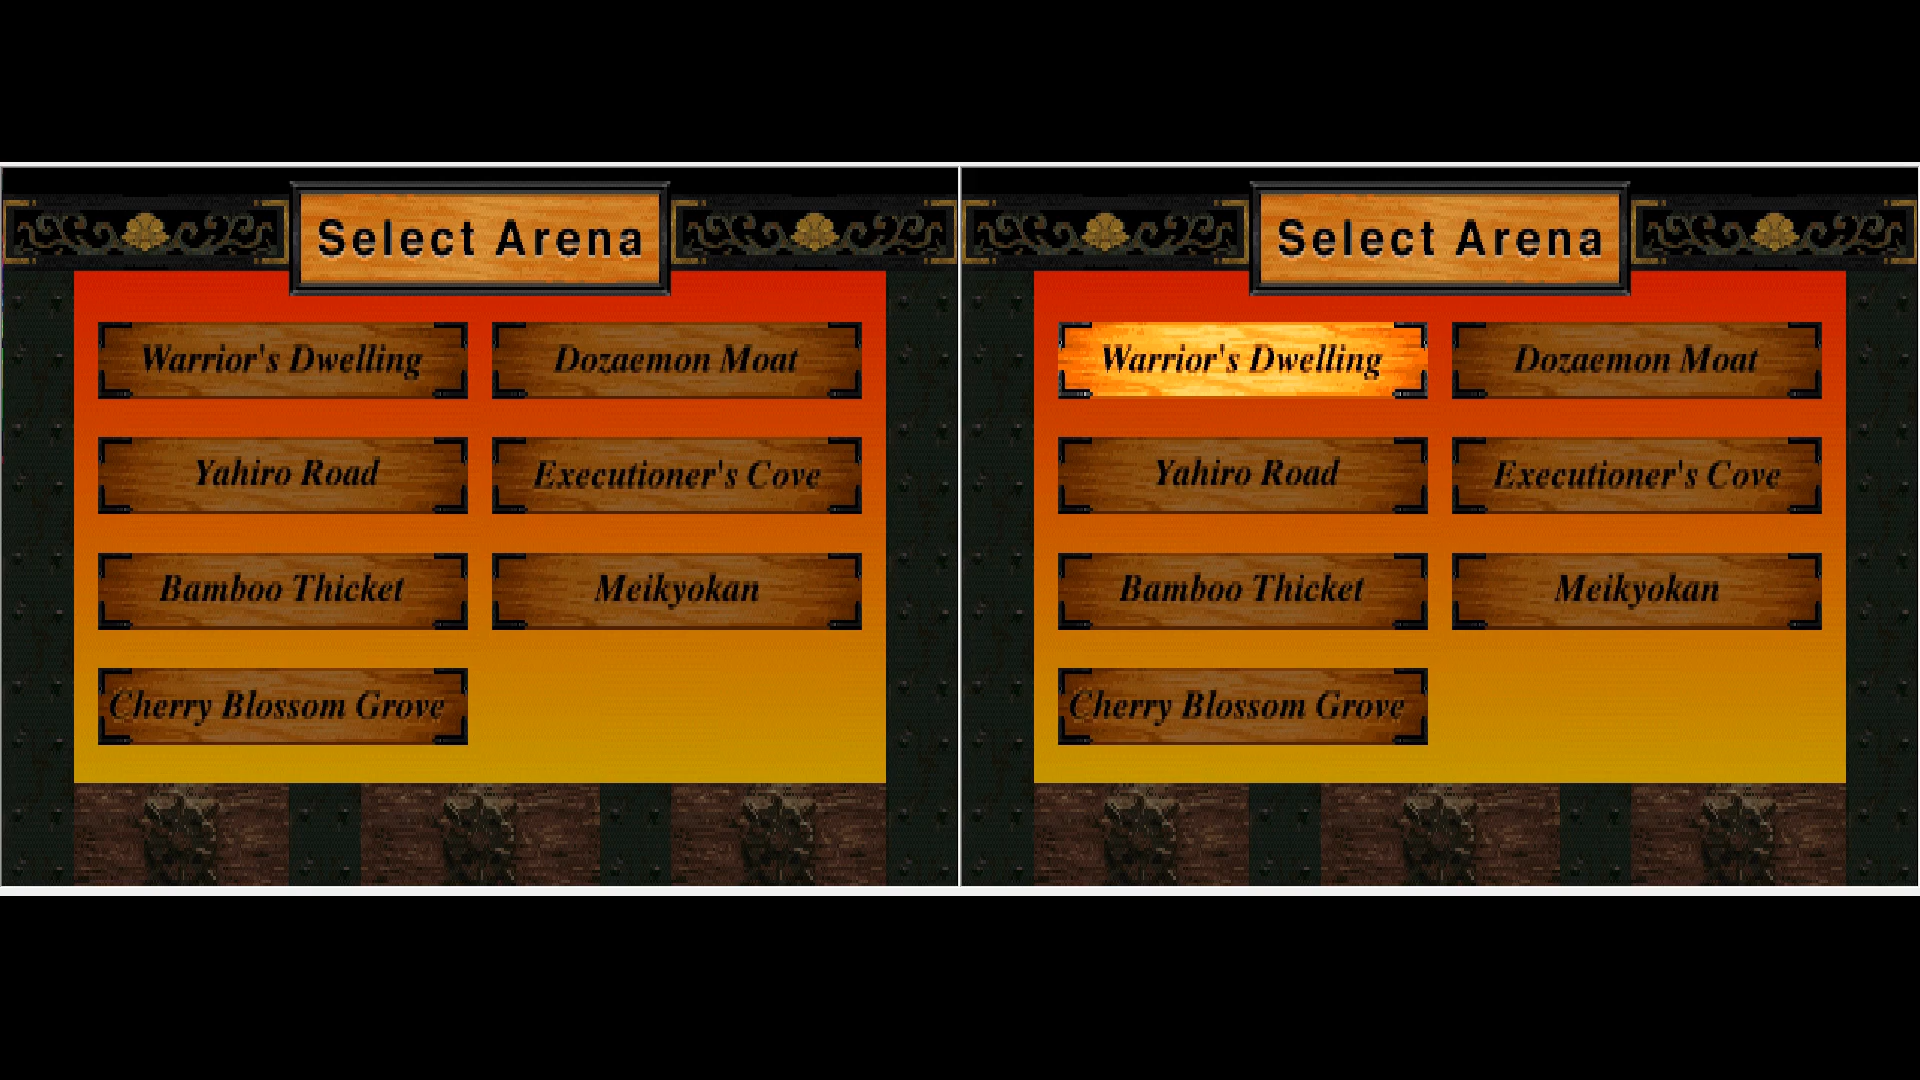 Select Arena
Warrior's Dwelling
Dozaemon Moat
Yahiro Road
Executioner's Cove
Bamboo Thicket
Meikyokan
Cherry Blossom Grove
Select Arena
Warrior's Dwelling
Dozaemon Moat
Yahiro Road
Executioner's Cove
Bamboo Thicket
Meikyokan
Cherry Blossom Grove